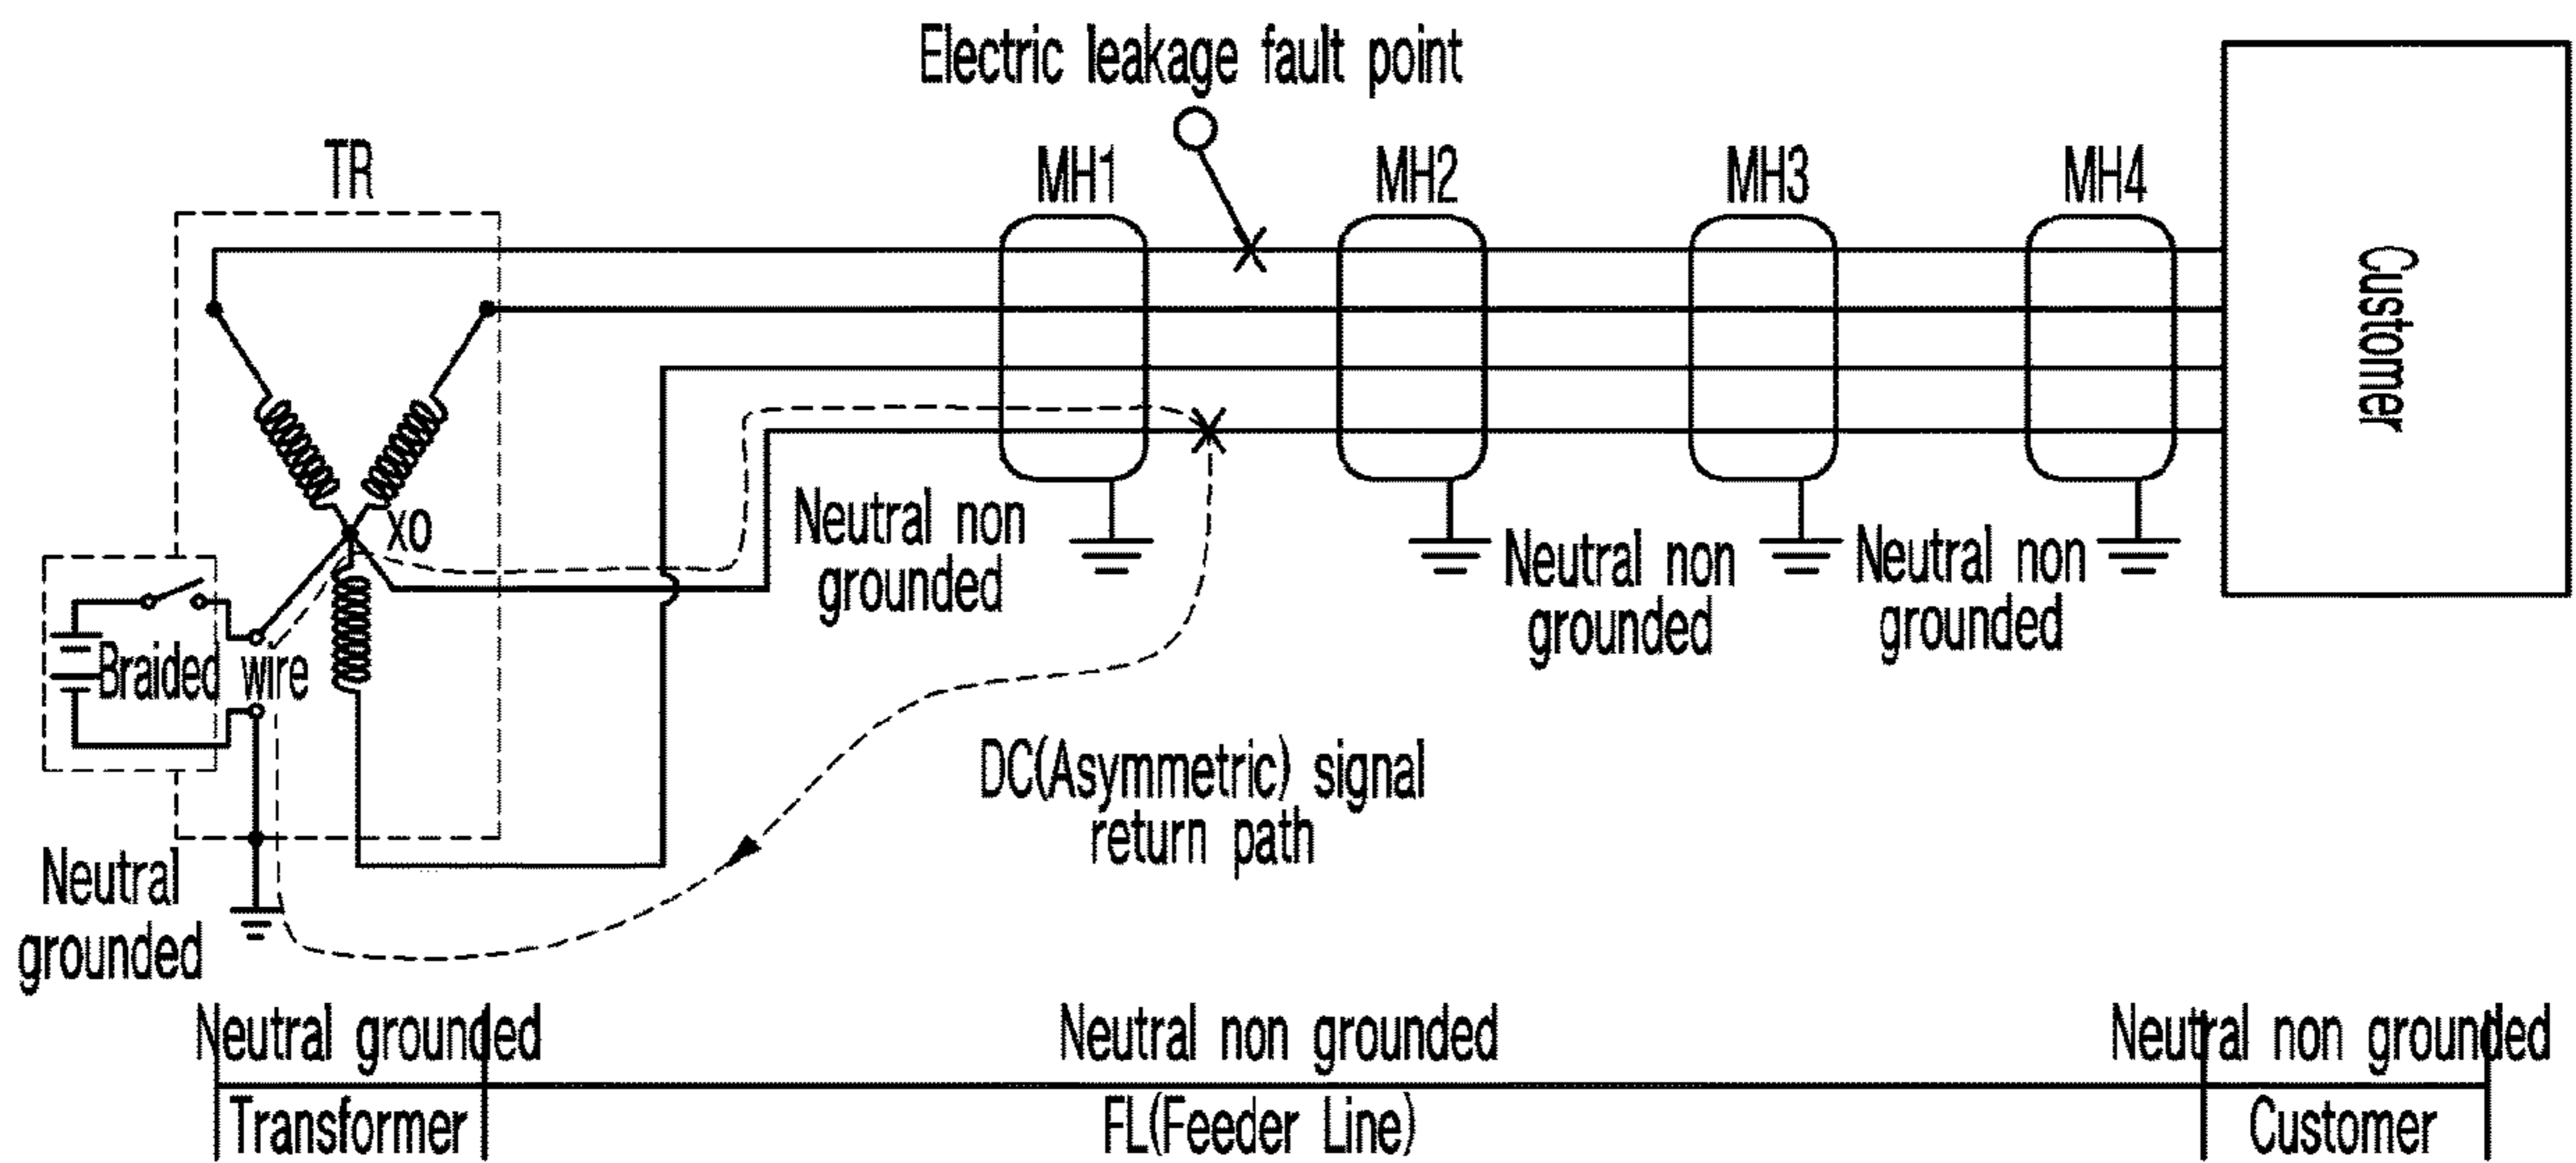 Electric leakage fault point
TR
MH1
MH2
MH3
MH4
Customer
XO
Braided wire
Neutral non
grounded
Neutral non
grounded
Neutral non
grounded
DC(Asymmetric) signal
return path
Neutral
grounded
Neutral grounded
Neutral non grounded
Neutral non grounded
Transformer
FL(Feeder Line)
Customer